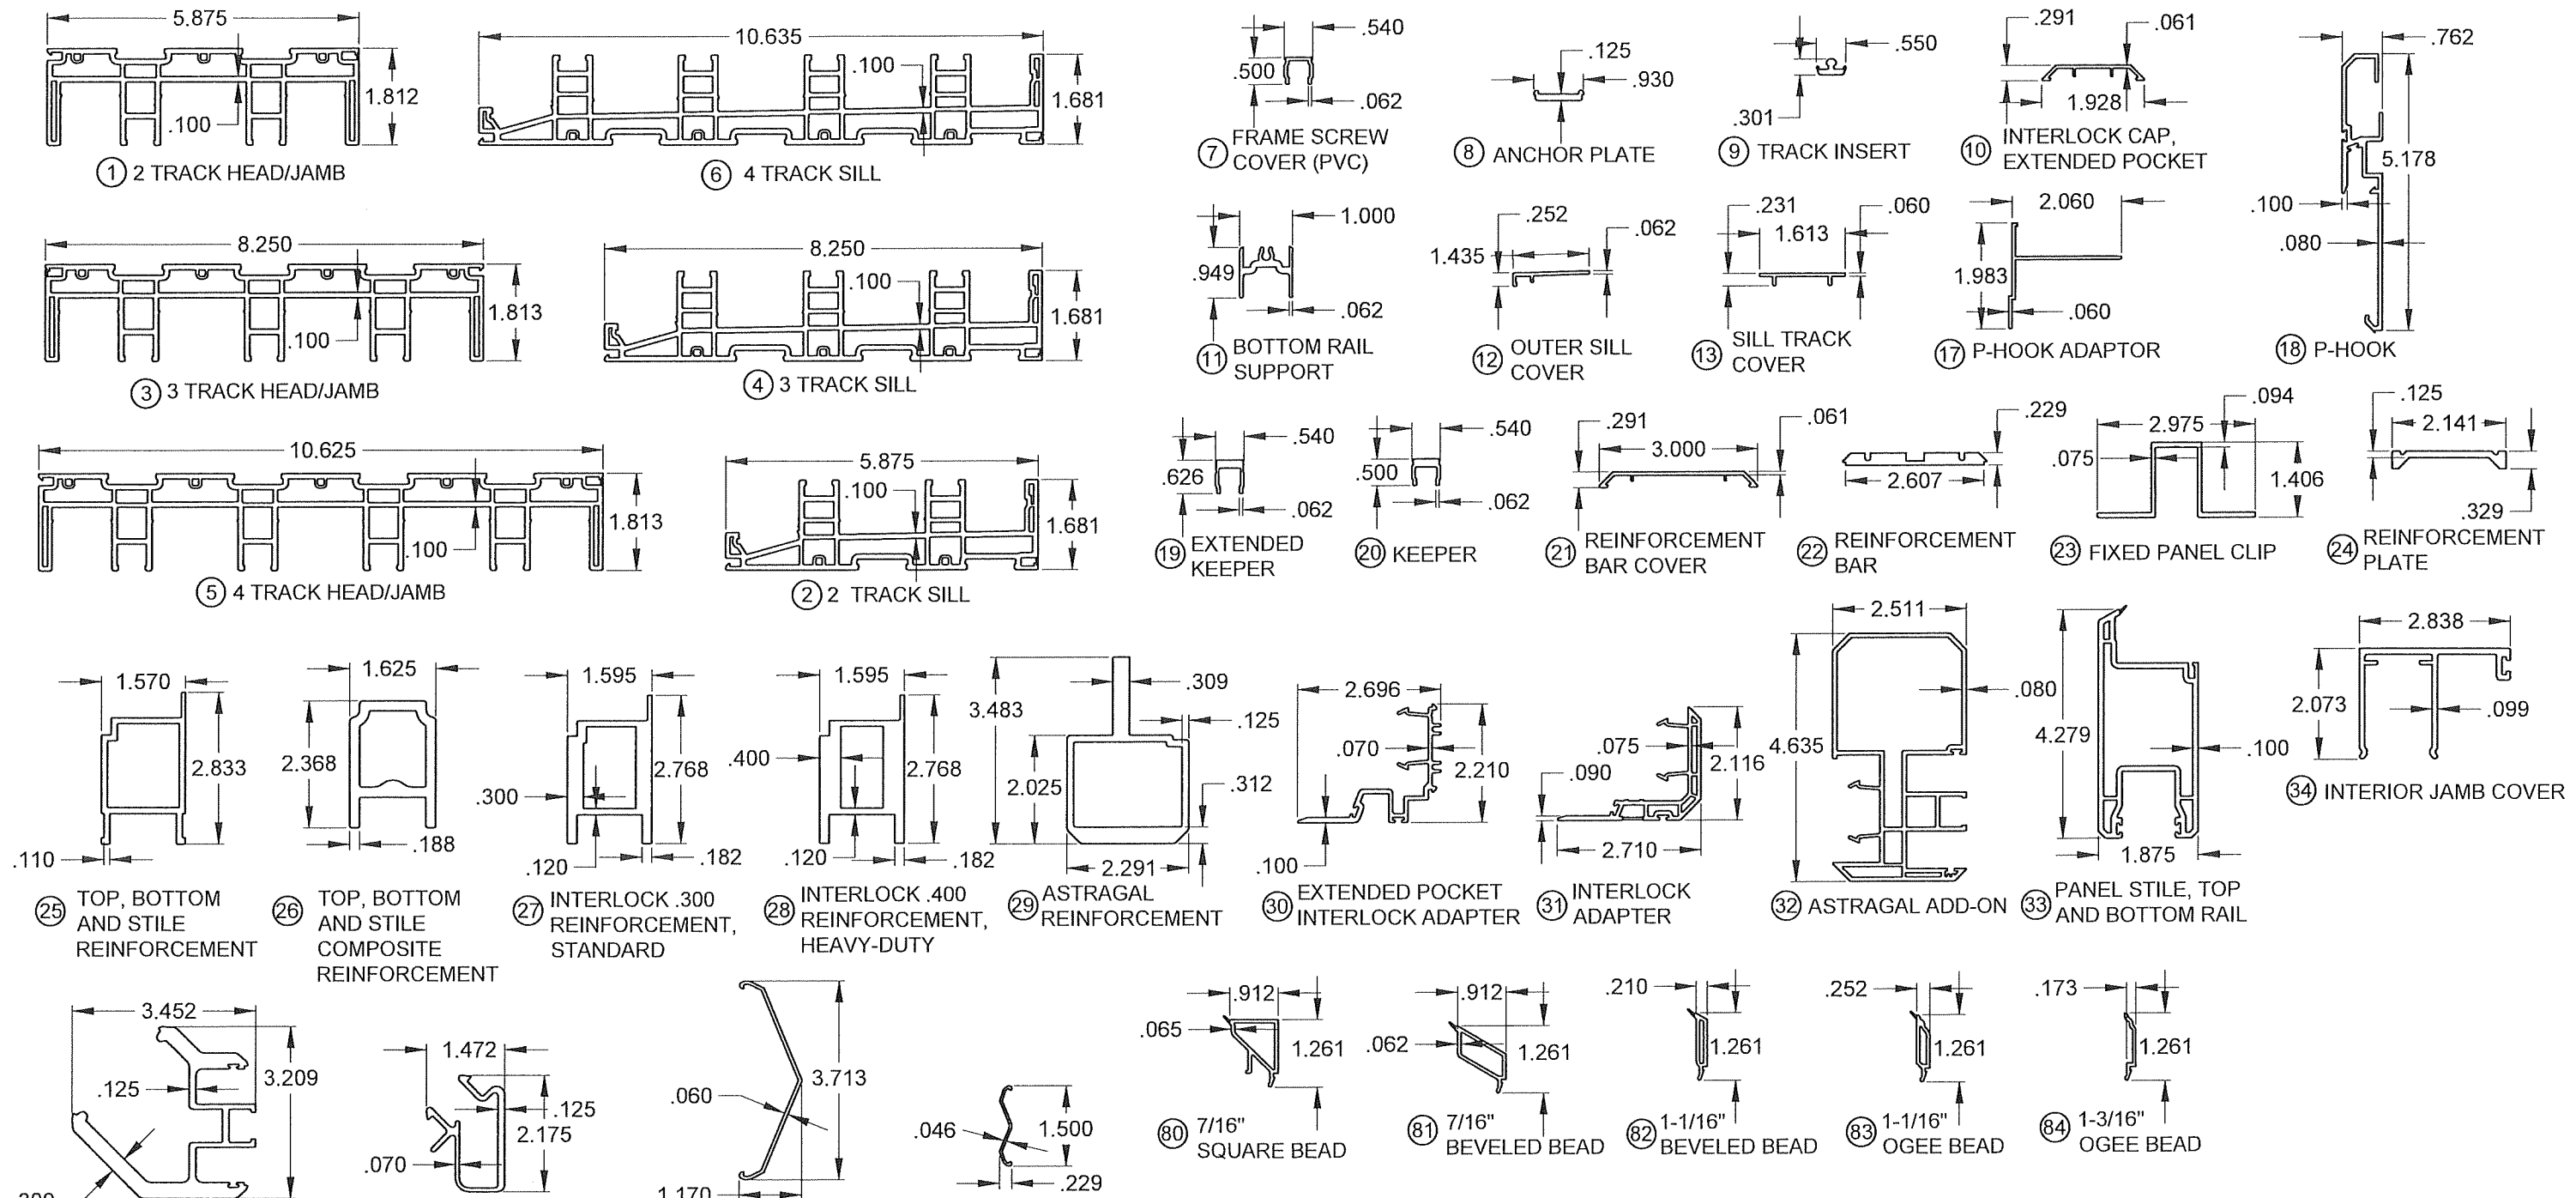 5.875
1.812
.100
① 2 TRACK HEAD/JAMB
10.635
.100
1.681
⑥ 4 TRACK SILL
.540
.500
.062
⑦ FRAME SCREW
COVER (PVC)
.125
.930
⑧ ANCHOR PLATE
.550
.301
⑨ TRACK INSERT
.291
.061
1.928
⑩ INTERLOCK CAP,
EXTENDED POCKET
.762
5.178
.100
.080
⑱ P-HOOK
8.250
1.813
.100
③ 3 TRACK HEAD/JAMB
8.250
.100
1.681
④ 3 TRACK SILL
1.000
.949
.062
⑪ BOTTOM RAIL
SUPPORT
.252
.062
1.435
⑫ OUTER SILL
COVER
.231
.060
1.613
⑬ SILL TRACK
COVER
2.060
1.983
.060
⑰ P-HOOK ADAPTOR
10.625
1.813
.100
⑤ 4 TRACK HEAD/JAMB
5.875
.100
1.681
② 2 TRACK SILL
.540
.626
.062
⑲ EXTENDED
KEEPER
.540
.500
.062
⑳ KEEPER
.291
.061
3.000
㉑ REINFORCEMENT
BAR COVER
.229
2.607
㉒ REINFORCEMENT
BAR
.094
2.975
.075
1.406
㉓ FIXED PANEL CLIP
.125
2.141
.329
㉔ REINFORCEMENT
PLATE
1.570
2.833
.110
㉕ TOP, BOTTOM
AND STILE
REINFORCEMENT
1.625
2.368
.188
㉖ TOP, BOTTOM
AND STILE
COMPOSITE
REINFORCEMENT
1.595
2.768
.300
.120
.182
㉗ INTERLOCK .300
REINFORCEMENT,
STANDARD
1.595
.400
2.768
.120
.182
㉘ INTERLOCK .400
REINFORCEMENT,
HEAVY-DUTY
3.483
.309
.125
2.025
.312
2.291
㉙ ASTRAGAL
REINFORCEMENT
2.696
.070
2.210
.100
㉚ EXTENDED POCKET
INTERLOCK ADAPTER
.075
2.116
.090
2.710
㉛ INTERLOCK
ADAPTER
2.511
.080
4.635
㉜ ASTRAGAL ADD-ON
4.279
.100
1.875
㉝ PANEL STILE, TOP
AND BOTTOM RAIL
2.838
2.073
.099
㉞ INTERIOR JAMB COVER
3.452
3.209
.125
1.472
.125
2.175
.070
3.713
.060
1.170
.046
1.500
.229
.912
.065
1.261
80 7/16"
SQUARE BEAD
.912
.062
1.261
81 7/16"
BEVELED BEAD
.210
1.261
82 1-1/16"
BEVELED BEAD
.252
1.261
83 1-1/16"
OGEE BEAD
.173
1.261
84 1-3/16"
OGEE BEAD